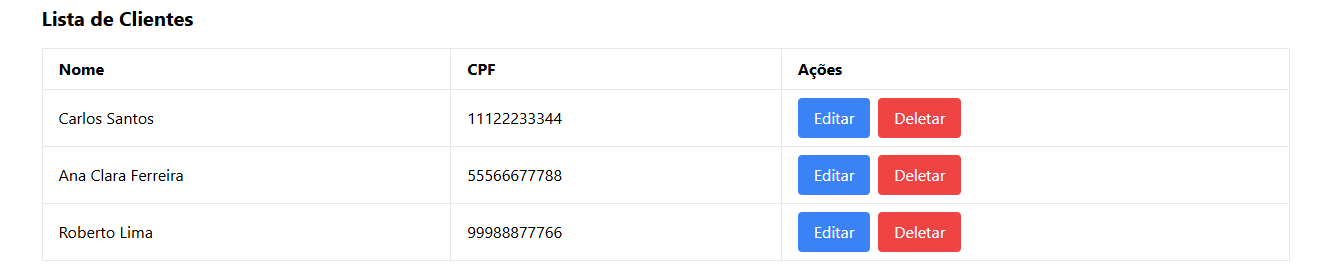 Lista de Clientes
Nome CPF Ações
Carlos Santos 11122233344 Editar Deletar
Ana Clara Ferreira 55566677788 Editar Deletar
Roberto Lima 99988877766 Editar Deletar